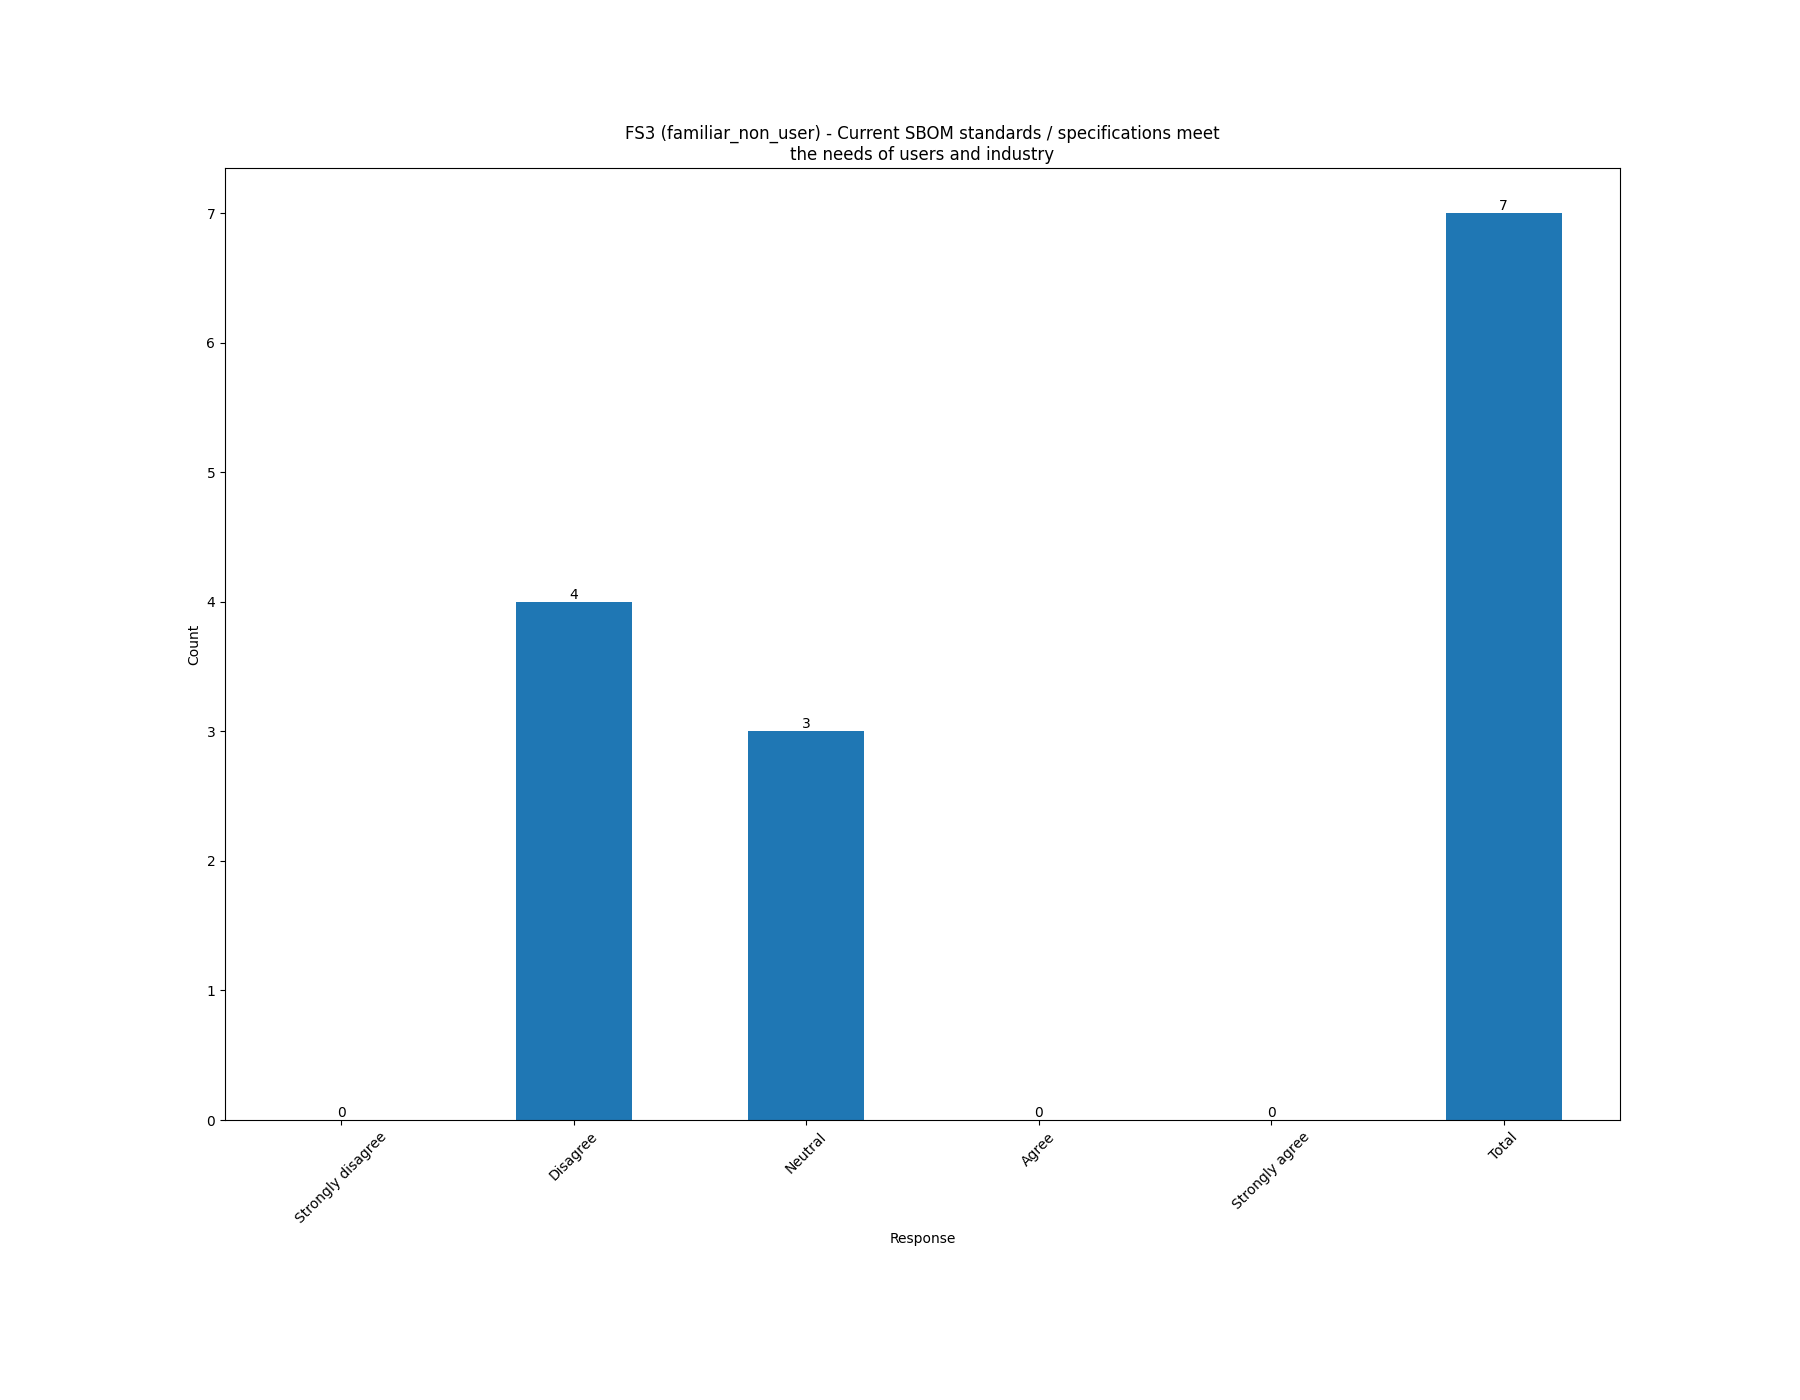 FS3 (familiar_non_user) - Current SBOM standards / specifications meet
the needs of users and industry
7
6
5
4
3
2
1
0
Count
0
4
3
0
0
7
Strongly disagree
Disagree
Neutral
Agree
Strongly agree
Total
Response